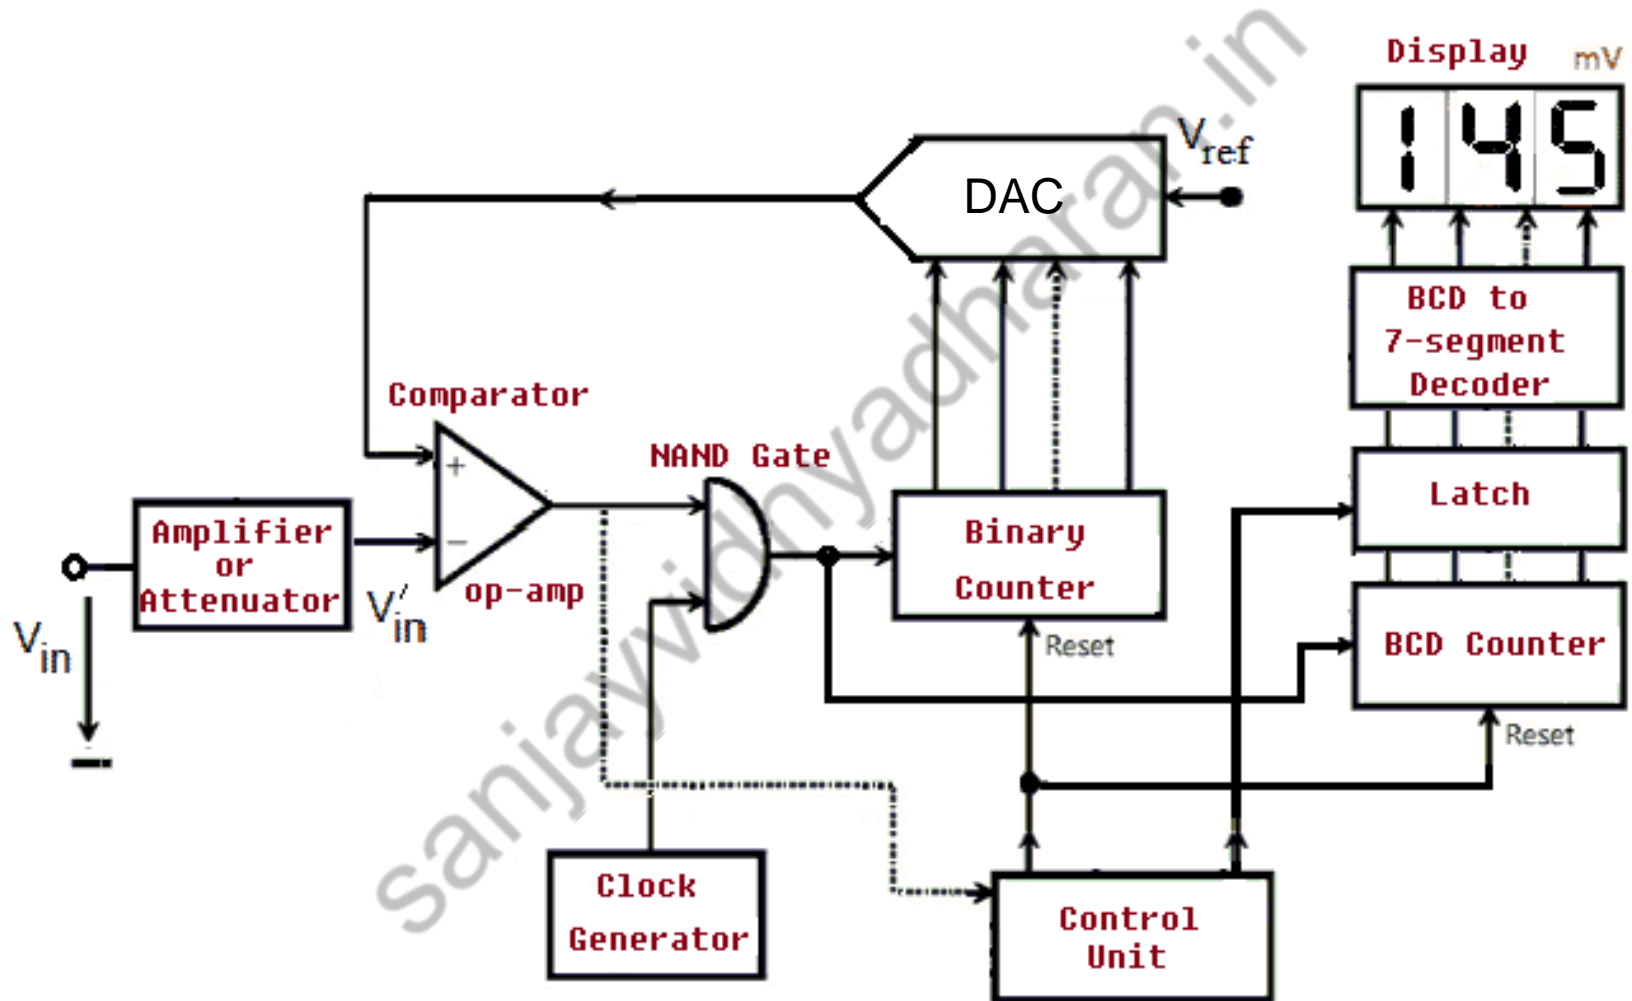 Display
mV
145
V ref
DAC
BCD to
7-segment
Decoder
Comparator
NAND Gate
+
Latch
Amplifier
or
Attenuator
−
Binary
Counter
op-amp
V'in
Vin
Reset
BCD Counter
Reset
Clock
Generator
Control
Unit
sanjayvidhyadharan.in